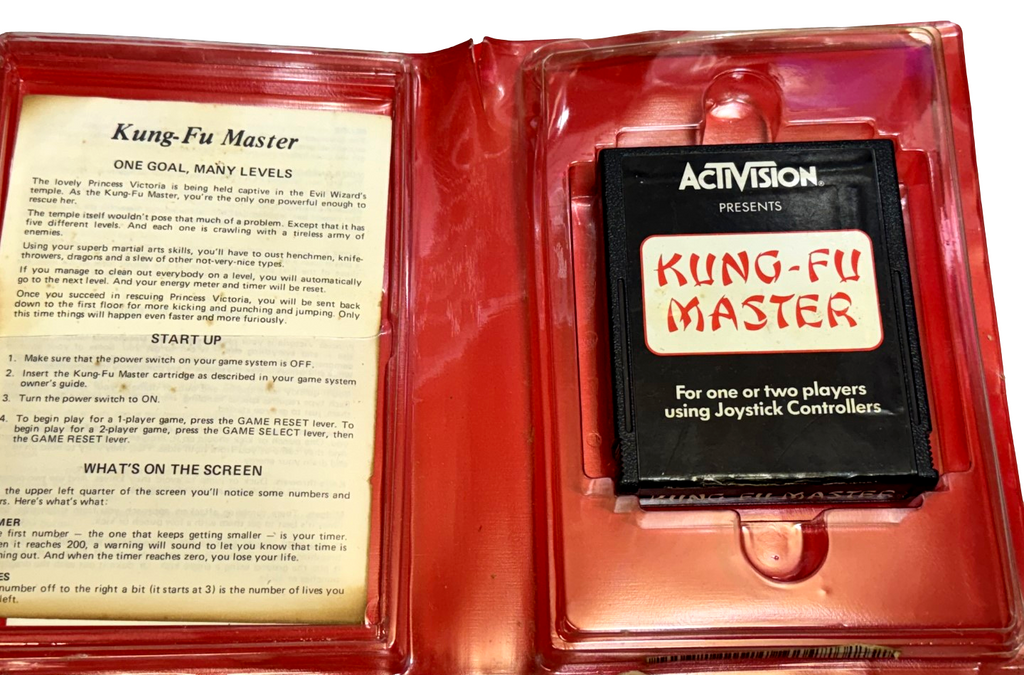 Kung-Fu Master
ONE GOAL, MANY LEVELS
The lovely Princess Victoria is being held captive in the Evil Wizard's
temple. As the Kung-Fu Master, you're the only one powerful enough to
rescue her.
The temple itself wouldn't pose that much of a problem. Except that it has
five different levels. And each one is crawling with a tireless army of
enemies.
Using your superb martial arts skills, you'll have to oust henchmen, knife-
throwers, dragons and a slew of other not-very-nice types.
If you manage to clean out everybody on a level, you will automatically
go to the next level. And your energy meter and timer will be reset.
Once you succeed in rescuing Princess Victoria, you will be sent back
down to the first floor for more kicking and punching and jumping. Only
this time things will happen even faster and more furiously.
START UP
1. Make sure that the power switch on your game system is OFF.
2. Insert the Kung-Fu Master cartridge as described in your game system
owner's guide.
3. Turn the power switch to ON.
4. To begin play for a 1-player game, press the GAME RESET lever. To
begin play for a 2-player game, press the GAME SELECT lever, then
the GAME RESET lever.
WHAT'S ON THE SCREEN
the upper left quarter of the screen you'll notice some numbers and
rs. Here's what's what:
MER
e first number — the one that keeps getting smaller — is your timer.
en it reaches 200, a warning will sound to let you know that time is
ning out. And when the timer reaches zero, you lose your life.
ES
number off to the right a bit (it starts at 3) is the number of lives you
left.
ACTIVISION®
PRESENTS
KUNG-FU
MASTER
For one or two players
using Joystick Controllers
KUNG-FU MASTER